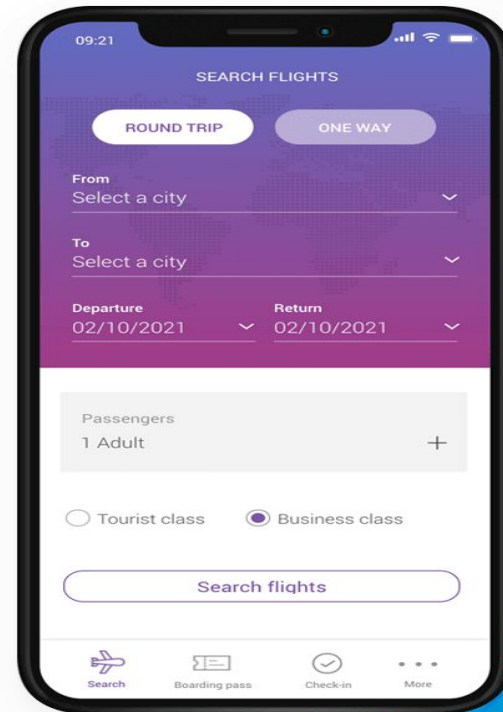 09:21
SEARCH FLIGHTS
ROUND TRIP ONE WAY
From
Select a city
To
Select a city
Departure Return
02/10/2021 02/10/2021
Passengers
1 Adult
Tourist class Business class
Search flights
Search Boarding pass Check-in More